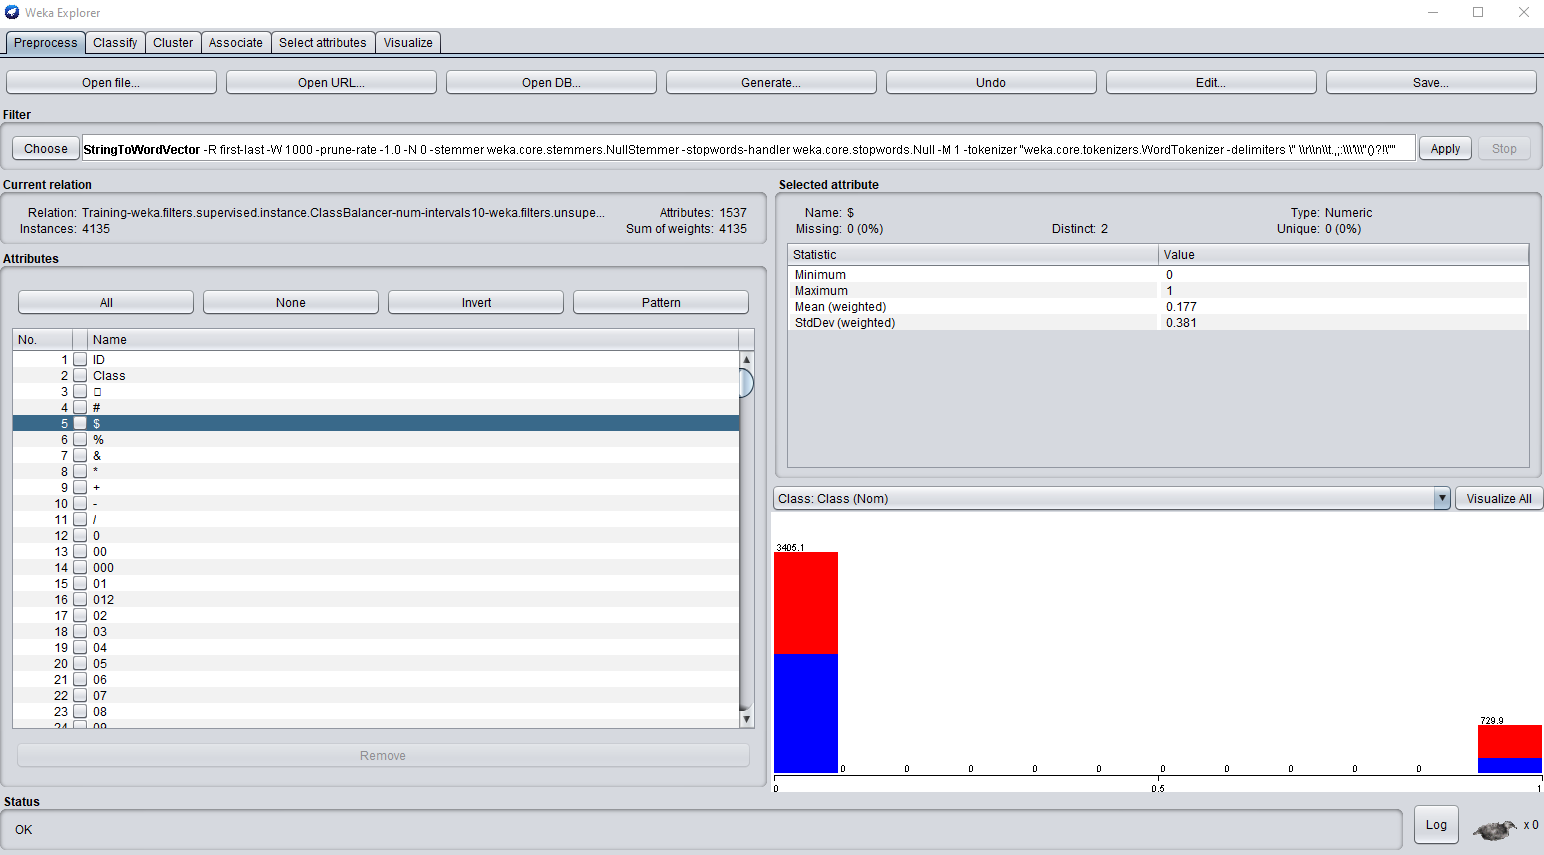 Weka Explorer
Preprocess Classify Cluster Associate Select attributes Visualize
Open file... Open URL... Open DB... Generate... Undo Edit... Save...
Filter
Choose StringToWordVector -R first-last -W 1000 -prune-rate -1.0 -N 0 -stemmer weka.core.stemmers.NullStemmer -stopwords-handler weka.core.stopwords.Null -M 1 -tokenizer "weka.core.tokenizers.WordTokenizer -delimiters \" \\r\\n\\t.,;:\\\'\\\"()?!\"" Apply Stop
Current relation
Relation: Training-weka.filters.supervised.instance.ClassBalancer-num-intervals10-weka.filters.unsupe... Attributes: 1537
Instances: 4135 Sum of weights: 4135
Attributes
All None Invert Pattern
No. Name
1 ID
2 Class
3 □
4 #
5 $
6 %
7 &
8 *
9 +
10 -
11 /
12 0
13 00
14 000
15 01
16 012
17 02
18 03
19 04
20 05
21 06
22 07
23 08
24 09
Remove
Selected attribute
Name: $ Type: Numeric
Missing: 0 (0%) Distinct: 2 Unique: 0 (0%)
Statistic Value
Minimum 0
Maximum 1
Mean (weighted) 0.177
StdDev (weighted) 0.381
Class: Class (Nom) Visualize All
3405.1
729.9
0 0 0 0 0 0 0 0 0 0
0 0.5 1
Status
OK
Log x 0